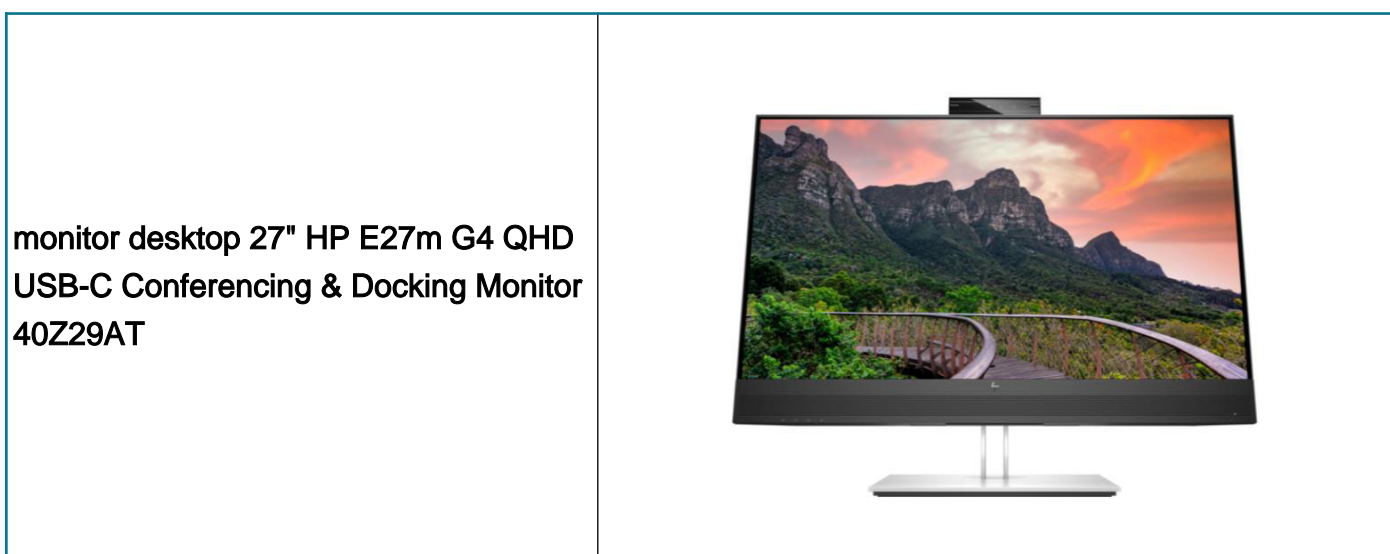 monitor desktop 27" HP E27m G4 QHD
USB-C Conferencing & Docking Monitor
40Z29AT